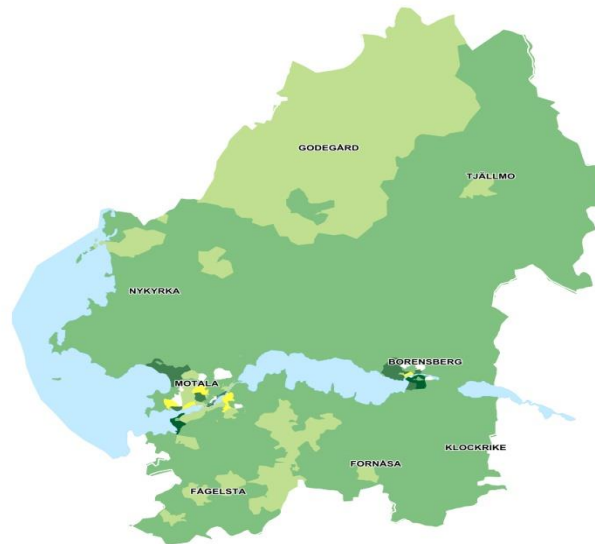 GODEGÅRD
TJÄLLMO
NYKYRKA
BORENSBERG
MOTALA
KLOCKRIKE
FORNÅSA
FÅGELSTA